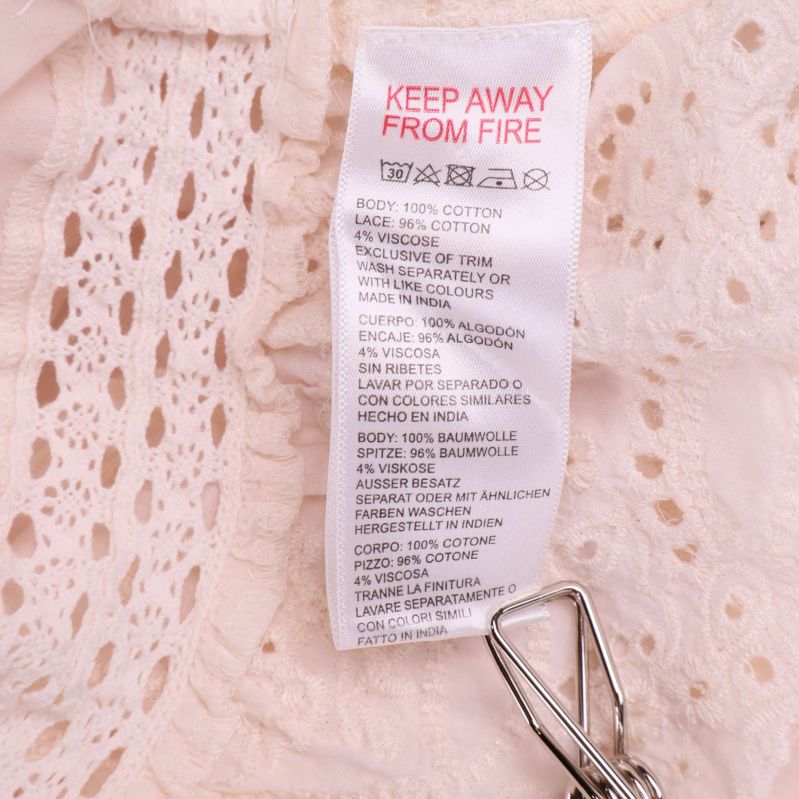 KEEP AWAY
FROM FIRE
30
BODY: 100% COTTON
LACE: 96% COTTON
4% VISCOSE
EXCLUSIVE OF TRIM
WASH SEPARATELY OR
WITH LIKE COLOURS
MADE IN INDIA
CUERPO: 100% ALGODÓN
ENCAJE: 96% ALGODÓN
4% VISCOSA
SIN RIBETES
LAVAR POR SEPARADO O
CON COLORES SIMILARES
HECHO EN INDIA
BODY: 100% BAUMWOLLE
SPITZE: 96% BAUMWOLLE
4% VISKOSE
AUSSER BESATZ
SEPARAT ODER MIT ÄHNLICHEN
FARBEN WASCHEN
HERGESTELLT IN INDIEN
CORPO: 100% COTONE
PIZZO: 96% COTONE
4% VISCOSA
TRANNE LA FINITURA
LAVARE SEPARATAMENTE O
CON COLORI SIMILI
FATTO IN INDIA